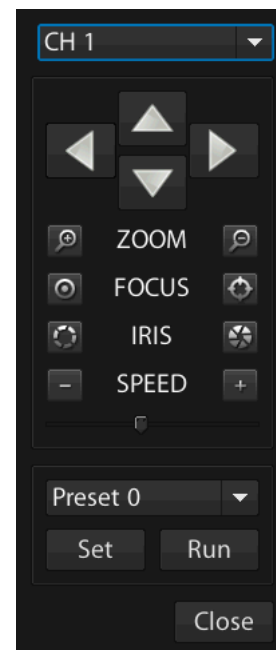 CH 1
ZOOM
FOCUS
IRIS
- SPEED +
Preset 0
Set Run
Close